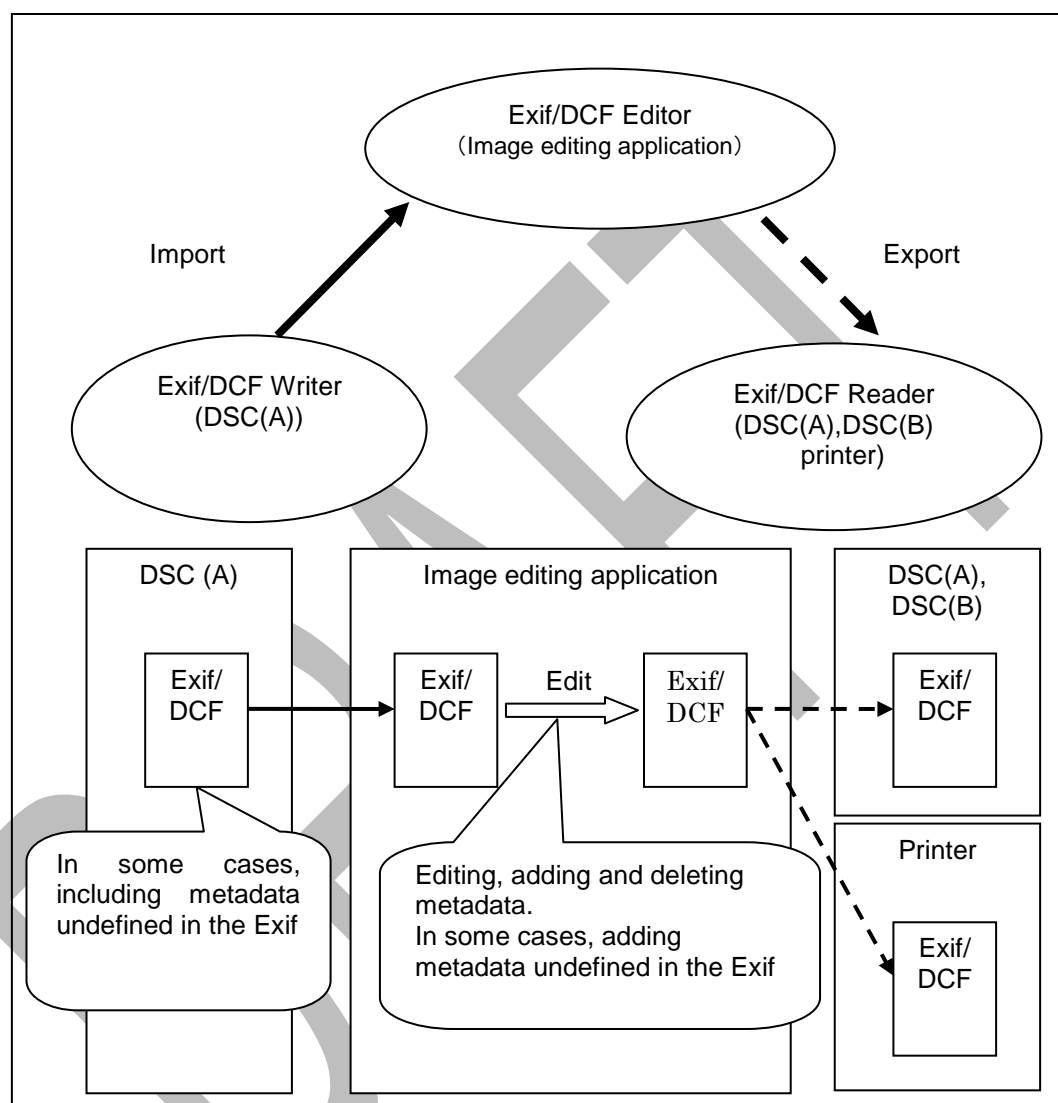 Exif/DCF Editor
（Image editing application）
Import
Export
Exif/DCF Writer
(DSC(A))
Exif/DCF Reader
(DSC(A),DSC(B)
printer)
DSC (A)
Image editing application
DSC(A),
DSC(B)
Exif/
DCF
Exif/
DCF
Edit
Exif/
DCF
Exif/
DCF
In some cases,
including metadata
undefined in the Exif
Editing, adding and deleting
metadata.
In some cases, adding
metadata undefined in the Exif
Printer
Exif/
DCF